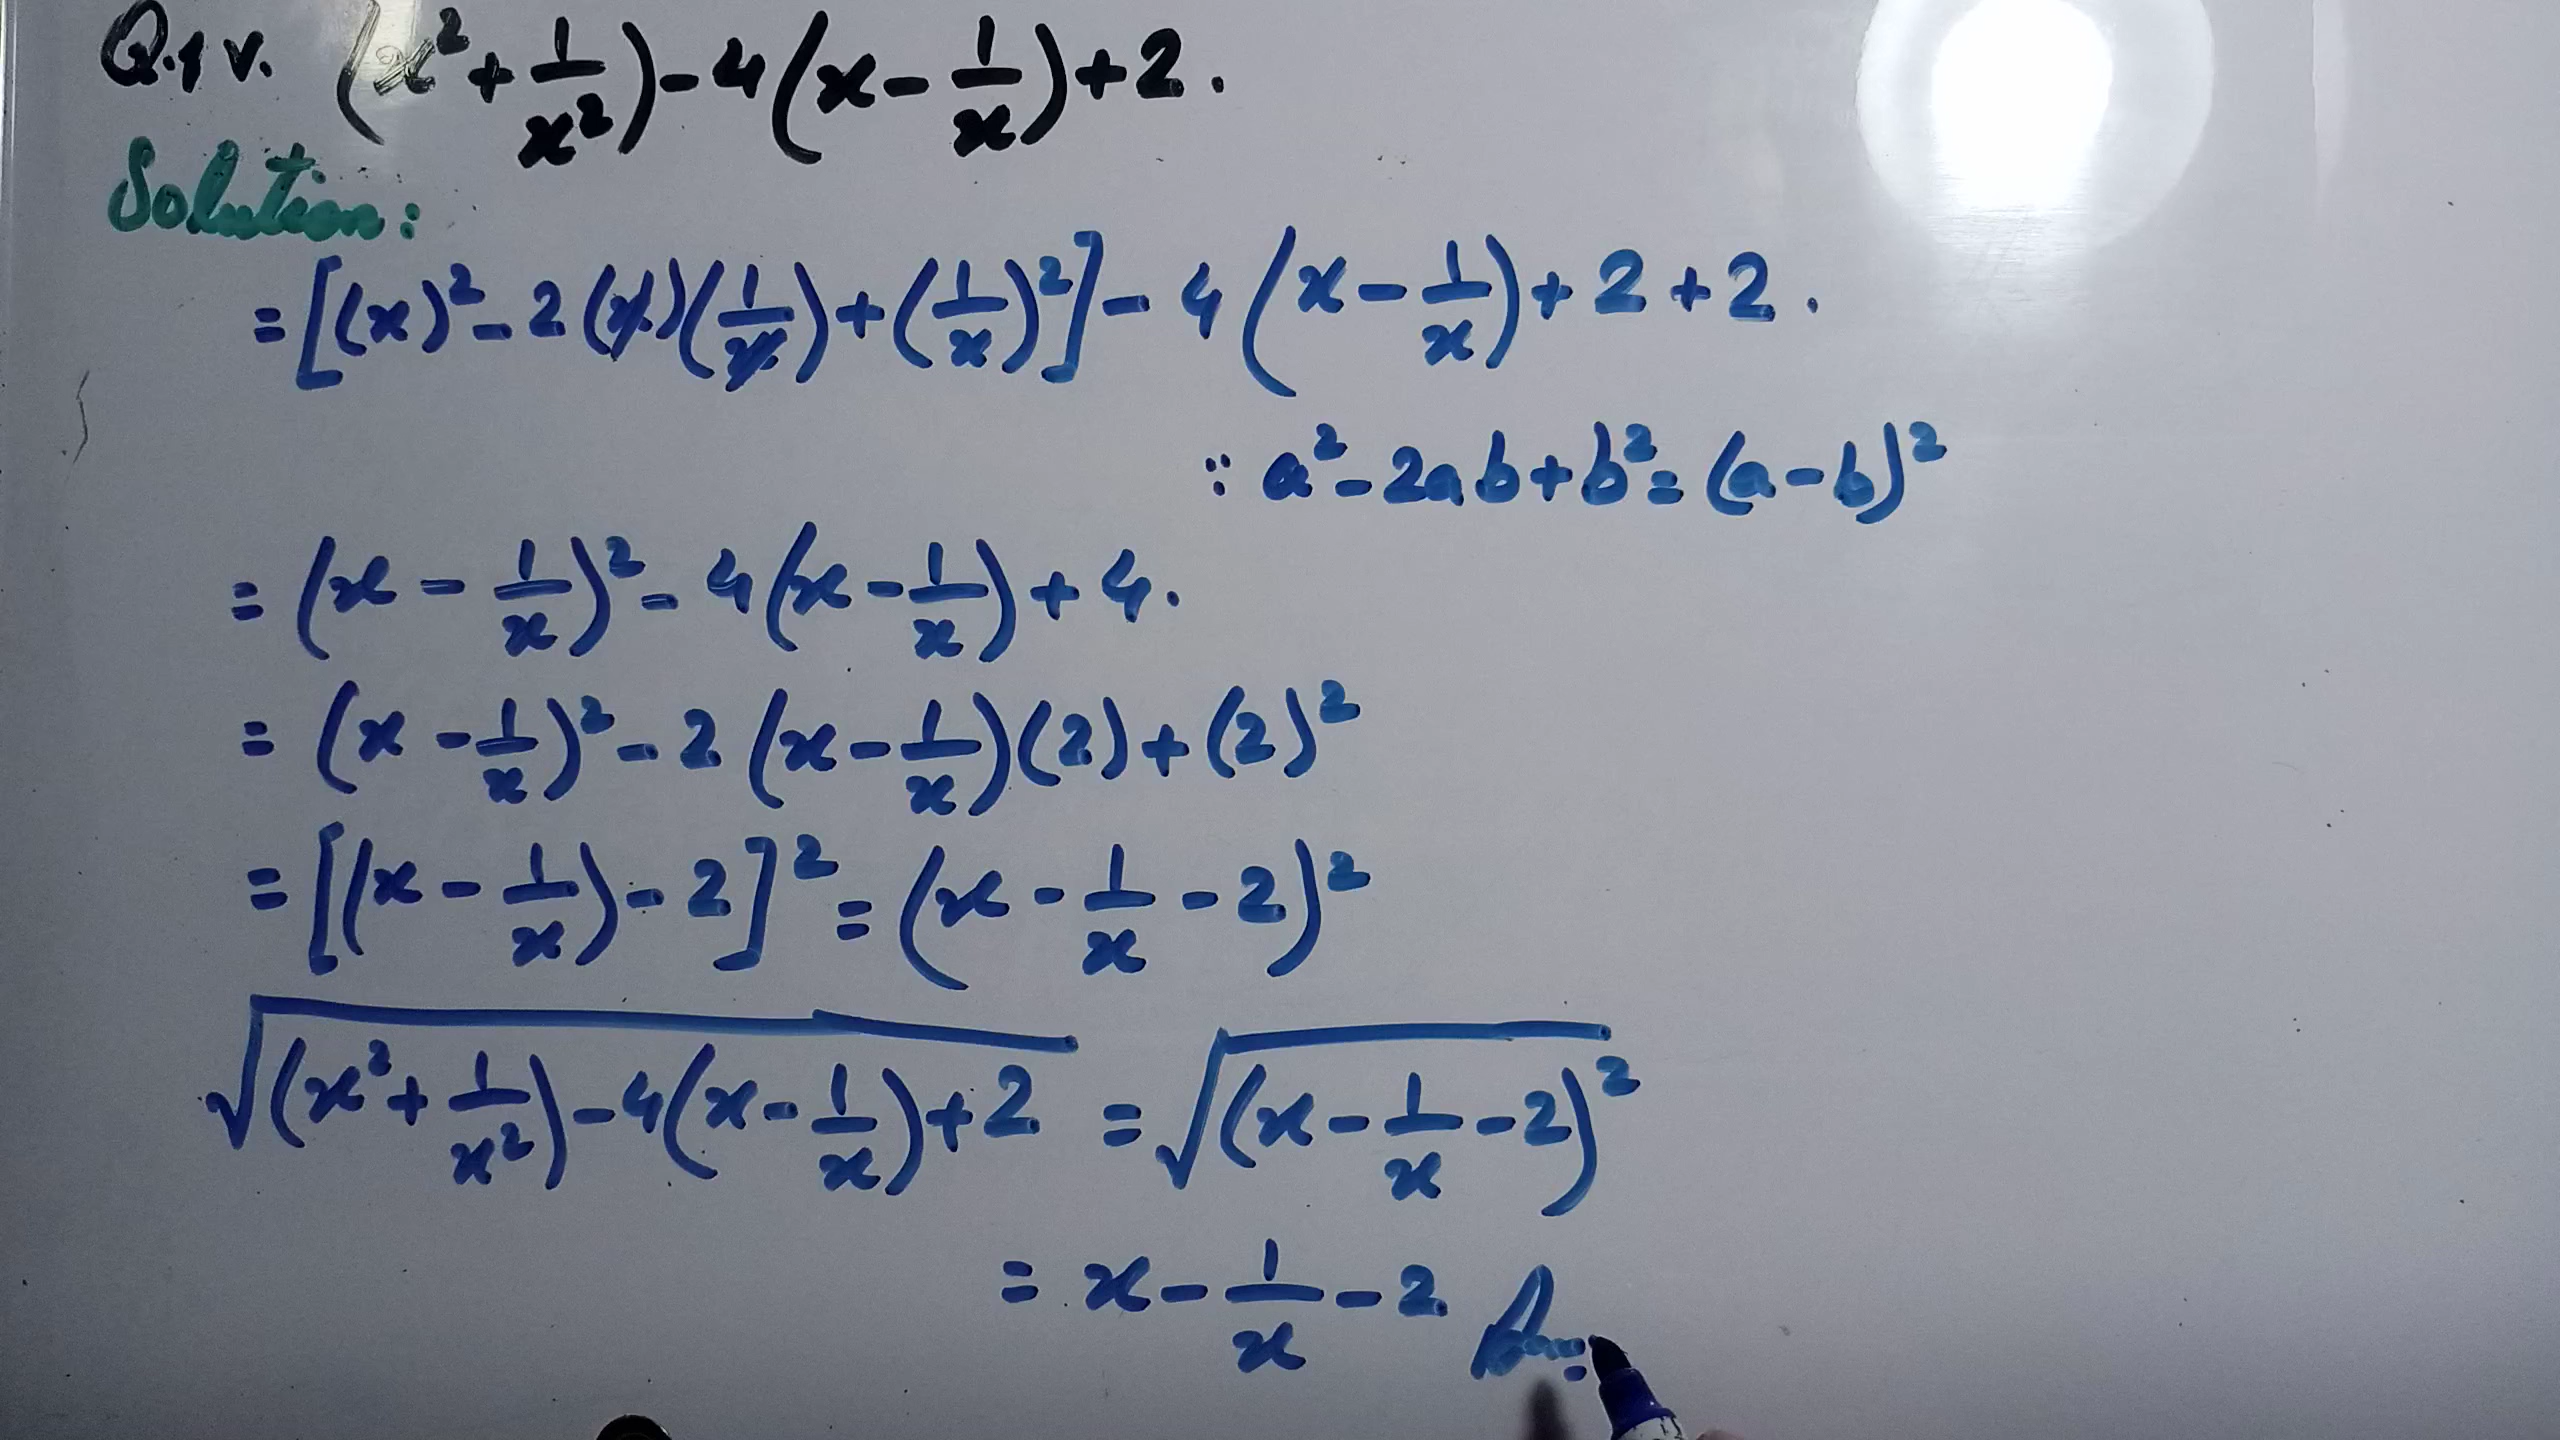 Q.1 v. (x² + 1/x²) - 4(x - 1/x) + 2.
Solution:
= [(x)² - 2(x)(1/x) + (1/x)²] - 4(x - 1/x) + 2 + 2.
∵ a² - 2ab + b² = (a - b)²
= (x - 1/x)² - 4(x - 1/x) + 4.
= (x - 1/x)² - 2(x - 1/x)(2) + (2)²
= [(x - 1/x) - 2]² = (x - 1/x - 2)²
√((x² + 1/x²) - 4(x - 1/x) + 2) = √((x - 1/x - 2)²)
= x - 1/x - 2 Ans